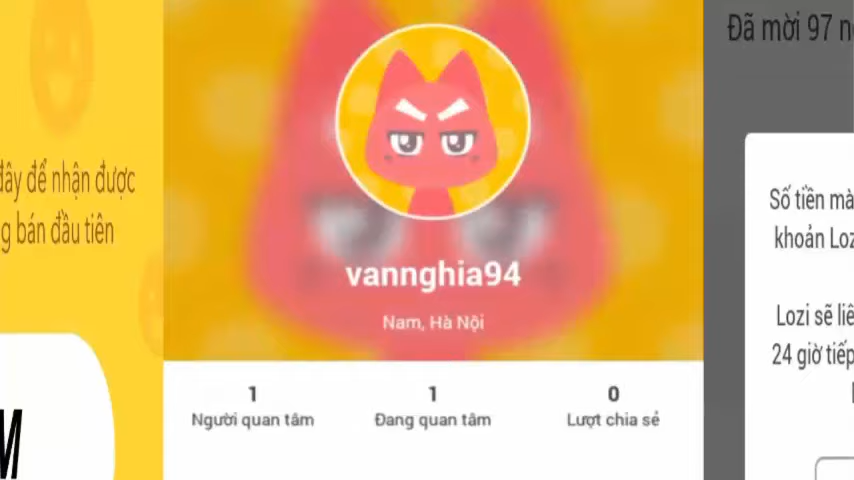 đây để nhận được
g bán đầu tiên
M
vannghia94
Nam, Hà Nội
1
Người quan tâm
1
Đang quan tâm
0
Lượt chia sẻ
Đã mời 97
Số tiền mà
khoản Loz
Lozi sẽ liê
24 giờ tiếp